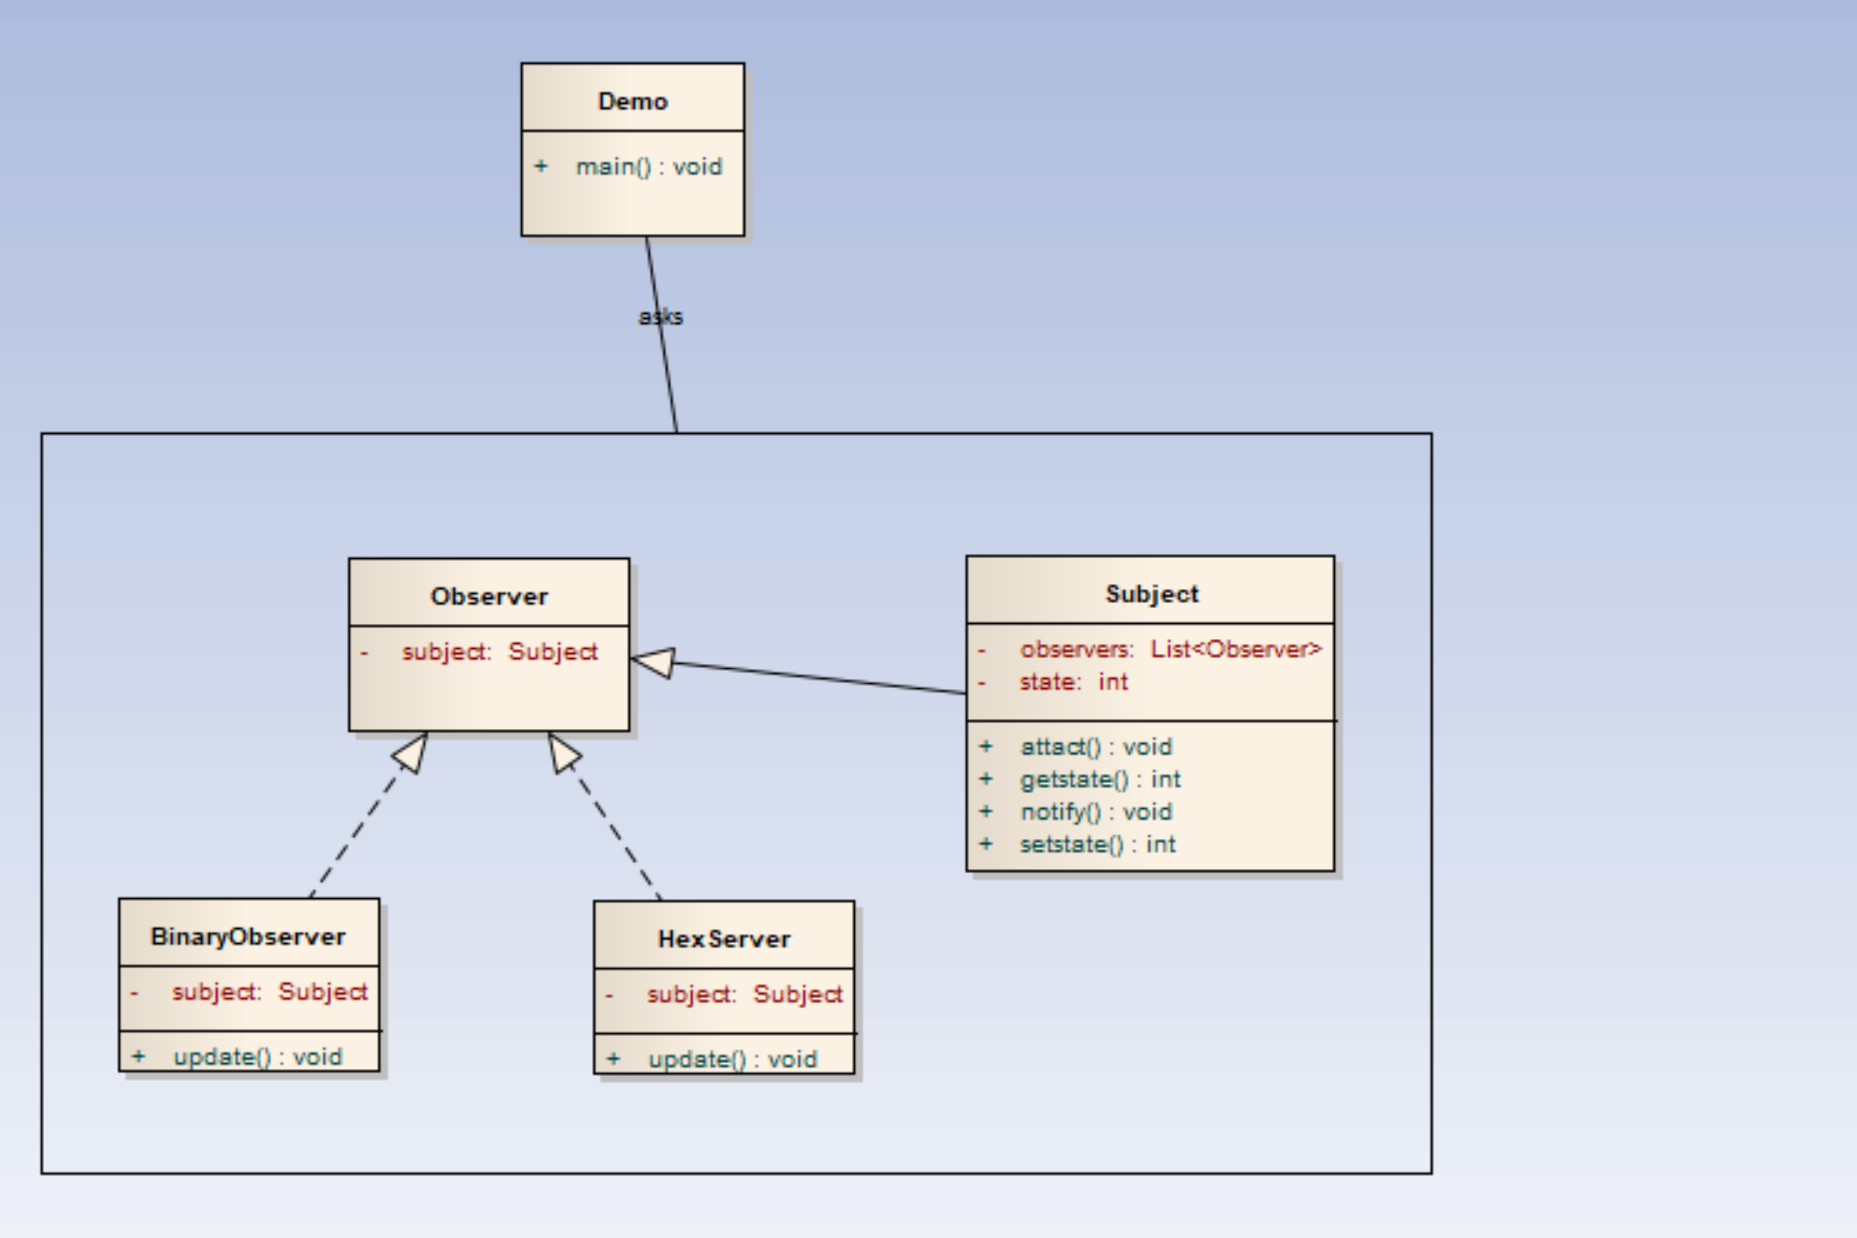 Demo
+ main() : void
asks
Observer
- subject: Subject
Subject
- observers: List<Observer>
- state: int
+ attact() : void
+ getstate() : int
+ notify() : void
+ setstate() : int
BinaryObserver
- subject: Subject
+ update() : void
HexServer
- subject: Subject
+ update() : void